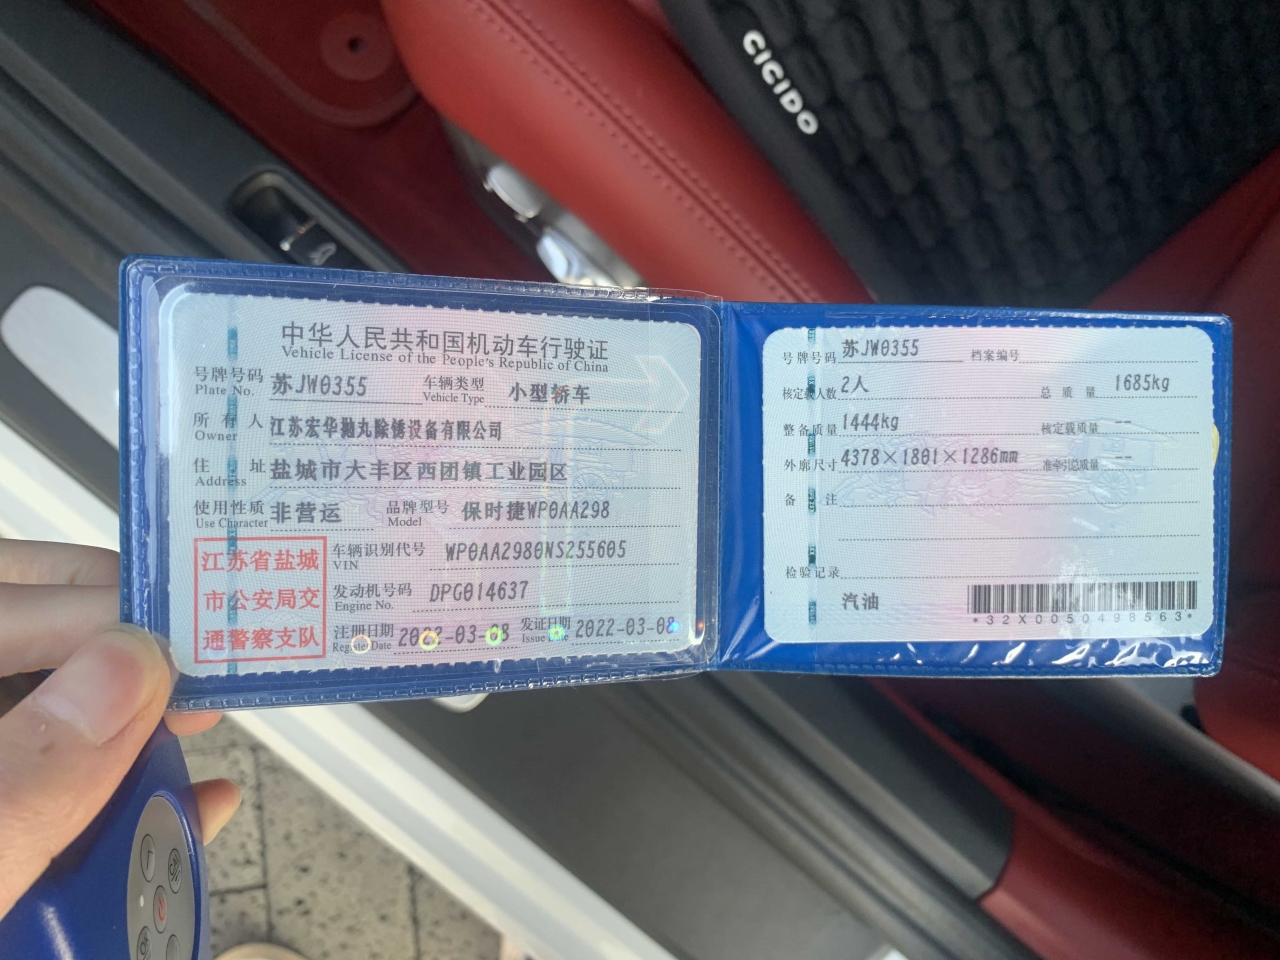 CICIDO
中华人民共和国机动车行驶证
Vehicle License of the People's Republic of China
号牌号码 苏JW0355 车辆类型 小型轿车
Plate No. Vehicle Type
所有人 江苏宏华抛丸除锈设备有限公司
Owner
住址 盐城市大丰区西团镇工业园区
Address
使用性质 非营运 品牌型号 保时捷WP0AA298
Use Character Model
江苏省盐城
市公安局交
通警察支队
车辆识别代号 WP0AA2980NS255605
VIN
发动机号码 DPG014637
Engine No.
注册日期 2022-03-08 发证日期 2022-03-08
Register Date Issue Date
号牌号码 苏JW0355 档案编号
核定载人数 2人 总质量 1685kg
整备质量 1444kg 核定载质量 --
外廓尺寸 4378×1801×1286mm 准牵引总质量 --
备注
检验记录
汽油
*32X0050498563*